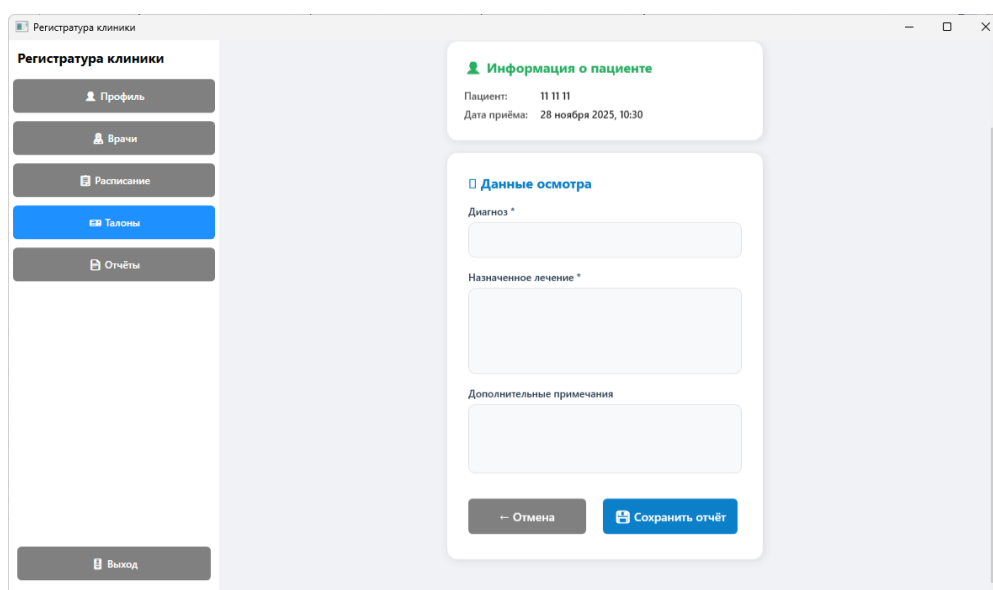 Регистратура клиники
Регистратура клиники
Профиль
Врачи
Расписание
Талоны
Отчёты
Выход
Информация о пациенте
Пациент: 11 11 11
Дата приёма: 28 ноября 2025, 10:30
Данные осмотра
Диагноз *
Назначенное лечение *
Дополнительные примечания
← Отмена
Сохранить отчёт